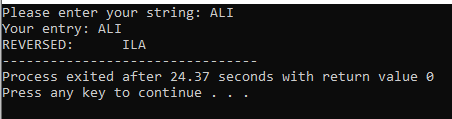 Please enter your string: ALI
Your entry: ALI
REVERSED:      ILA
--------------------------------
Process exited after 24.37 seconds with return value 0
Press any key to continue . . .